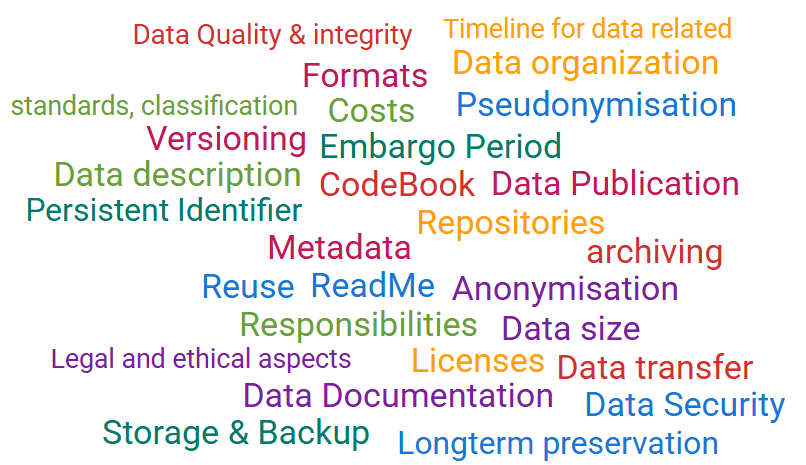 Data Quality & integrity
Timeline for data related
Formats
Data organization
standards, classification
Costs
Pseudonymisation
Versioning
Embargo Period
Data description
CodeBook
Data Publication
Persistent Identifier
Repositories
Metadata
archiving
Reuse
ReadMe
Anonymisation
Responsibilities
Data size
Legal and ethical aspects
Licenses
Data transfer
Data Documentation
Data Security
Storage & Backup
Longterm preservation